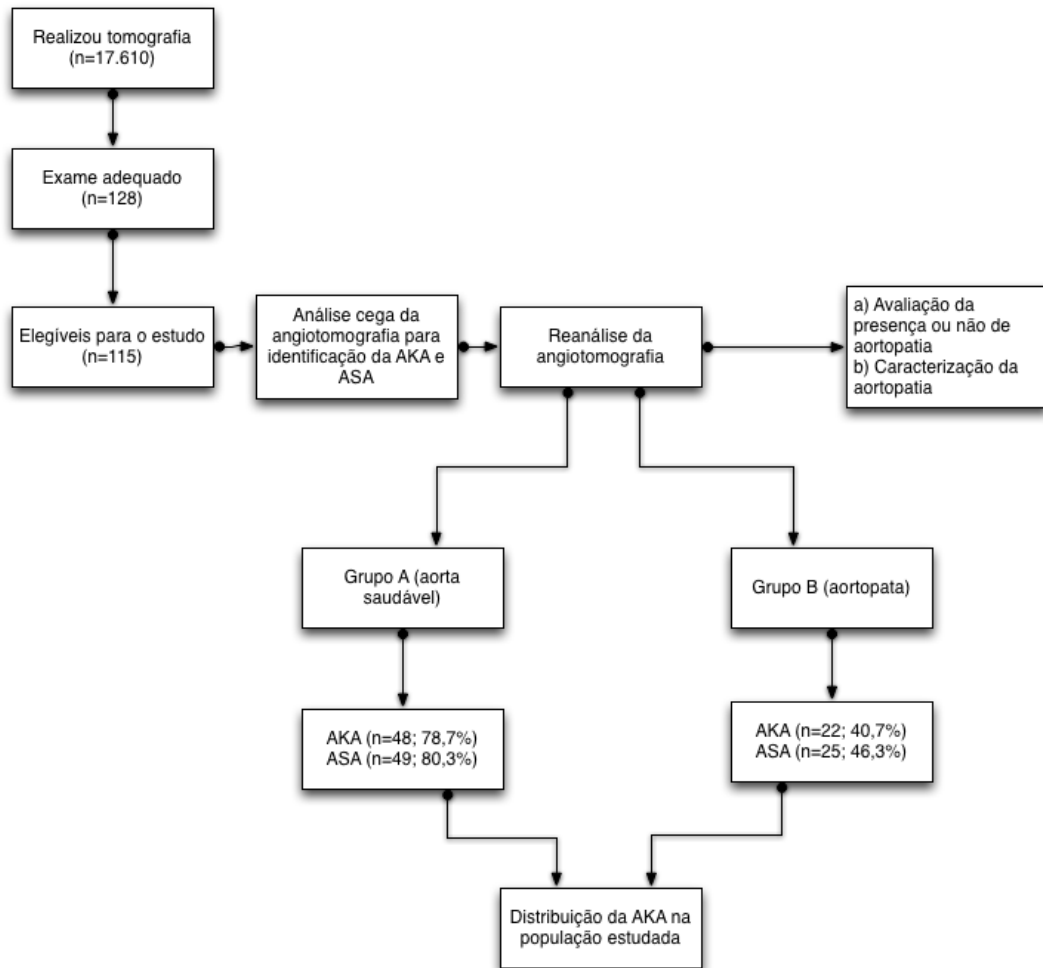 Realizou tomografia
(n=17.610)
Exame adequado
(n=128)
Elegíveis para o estudo
(n=115)
Análise cega da
angiotomografia para
identificação da AKA e
ASA
Reanálise da
angiotomografia
a) Avaliação da
presença ou não de
aortopatia
b) Caracterização da
aortopatia
Grupo A (aorta
saudável)
Grupo B (aortopata)
AKA (n=48; 78,7%)
ASA (n=49; 80,3%)
AKA (n=22; 40,7%)
ASA (n=25; 46,3%)
Distribuição da AKA na
população estudada